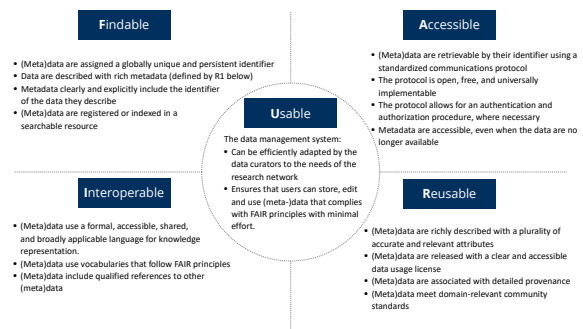 Findable
• (Meta)data are assigned a globally unique and persistent identifier
• Data are described with rich metadata (defined by R1 below)
• Metadata clearly and explicitly include the identifier
of the data they describe
• (Meta)data are registered or indexed in a
searchable resource
Accessible
• (Meta)data are retrievable by their identifier using a
standardized communications protocol
• The protocol is open, free, and universally
implementable
• The protocol allows for an authentication and
authorization procedure, where necessary
• Metadata are accessible, even when the data are no
longer available
Usable
The data management system:
• Can be efficiently adapted by the
data curators to the needs of the
research network
• Ensures that users can store, edit
and use (meta-)data that complies
with FAIR principles with minimal
effort.
Interoperable
• (Meta)data use a formal, accessible, shared,
and broadly applicable language for knowledge
representation.
• (Meta)data use vocabularies that follow FAIR principles
• (Meta)data include qualified references to other
(meta)data
Reusable
• (Meta)data are richly described with a plurality of
accurate and relevant attributes
• (Meta)data are released with a clear and accessible
data usage license
• (Meta)data are associated with detailed provenance
• (Meta)data meet domain-relevant community
standards